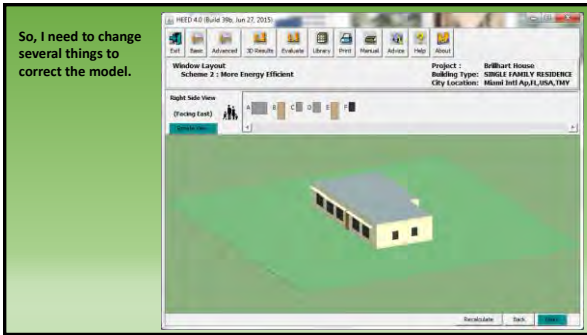 So, I need to change
several things to
correct the model.
HEED 4.0 (Build 39b, Jun 27, 2015)
Exit Basic Advanced 3D Results Evaluate Library Print Manual Advice Help About
Window Layout
Scheme 2 : More Energy Efficient
Project : Brillhart House
Building Type: SINGLE FAMILY RESIDENCE
City Location: Miami Intl Ap,FL,USA,TMY
Right Side View
(Facing East)
A B C D E F
Recalculate Back Next